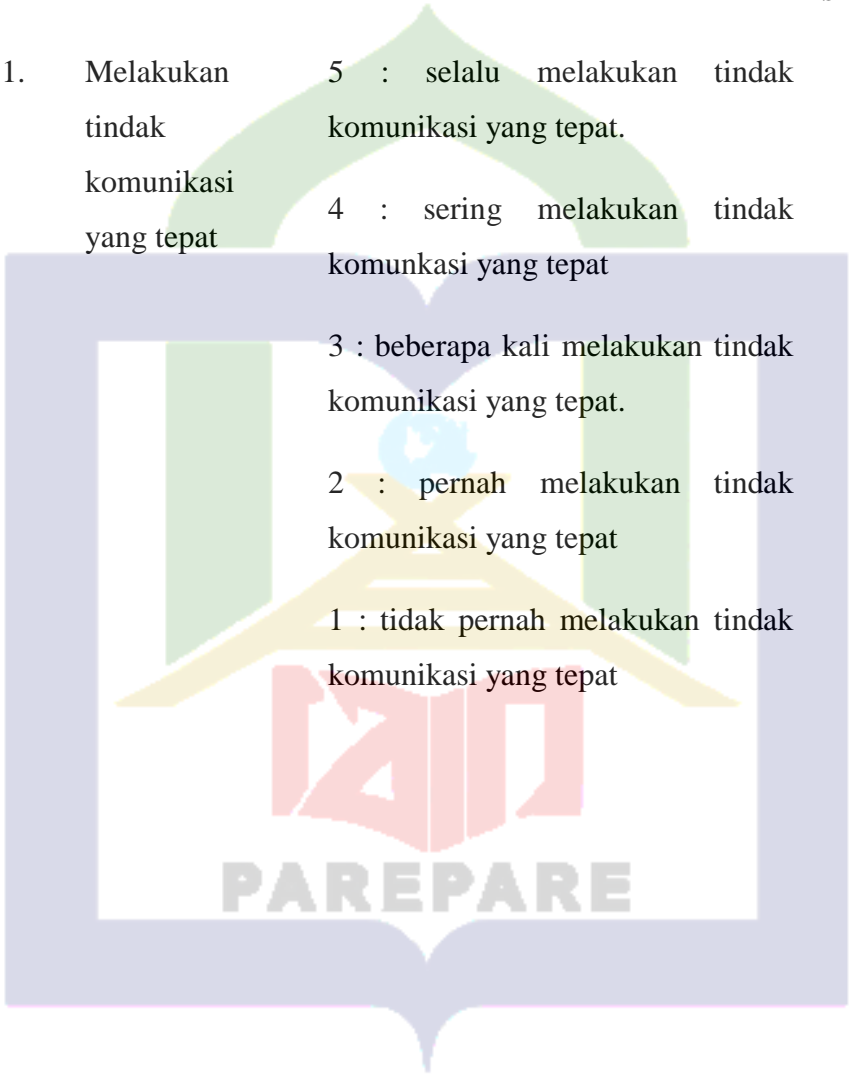 1. Melakukan
tindak
komunikasi
yang tepat
5 : selalu melakukan tindak
komunikasi yang tepat.
4 : sering melakukan tindak
komunkasi yang tepat
3 : beberapa kali melakukan tindak
komunikasi yang tepat.
2 : pernah melakukan tindak
komunikasi yang tepat
1 : tidak pernah melakukan tindak
komunikasi yang tepat
iain
PAREPARE